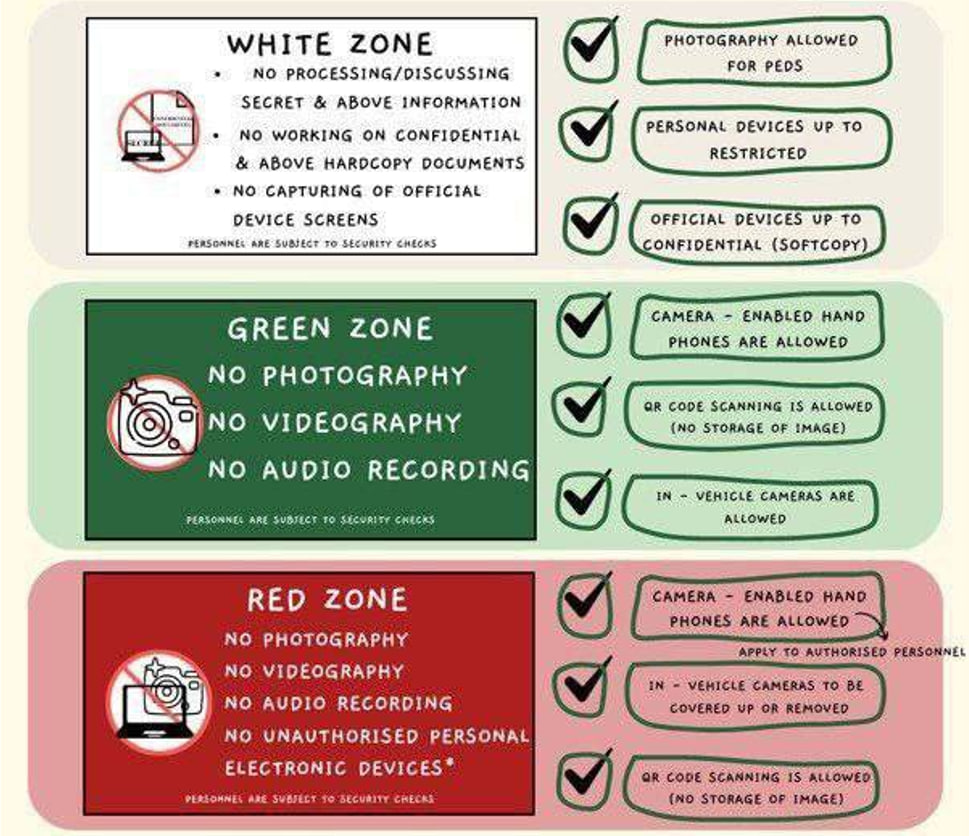 WHITE ZONE
• NO PROCESSING/DISCUSSING
SECRET & ABOVE INFORMATION
• NO WORKING ON CONFIDENTIAL
& ABOVE HARDCOPY DOCUMENTS
• NO CAPTURING OF OFFICIAL
DEVICE SCREENS
PERSONNEL ARE SUBJECT TO SECURITY CHECKS
SECRET
PHOTOGRAPHY ALLOWED
FOR PEDS
PERSONAL DEVICES UP TO
RESTRICTED
OFFICIAL DEVICES UP TO
CONFIDENTIAL (SOFTCOPY)
GREEN ZONE
NO PHOTOGRAPHY
NO VIDEOGRAPHY
NO AUDIO RECORDING
PERSONNEL ARE SUBJECT TO SECURITY CHECKS
CAMERA - ENABLED HAND
PHONES ARE ALLOWED
QR CODE SCANNING IS ALLOWED
(NO STORAGE OF IMAGE)
IN - VEHICLE CAMERAS ARE
ALLOWED
RED ZONE
NO PHOTOGRAPHY
NO VIDEOGRAPHY
NO AUDIO RECORDING
NO UNAUTHORISED PERSONAL
ELECTRONIC DEVICES*
PERSONNEL ARE SUBJECT TO SECURITY CHECKS
CAMERA - ENABLED HAND
PHONES ARE ALLOWED
APPLY TO AUTHORISED PERSONNEL
IN - VEHICLE CAMERAS TO BE
COVERED UP OR REMOVED
QR CODE SCANNING IS ALLOWED
(NO STORAGE OF IMAGE)